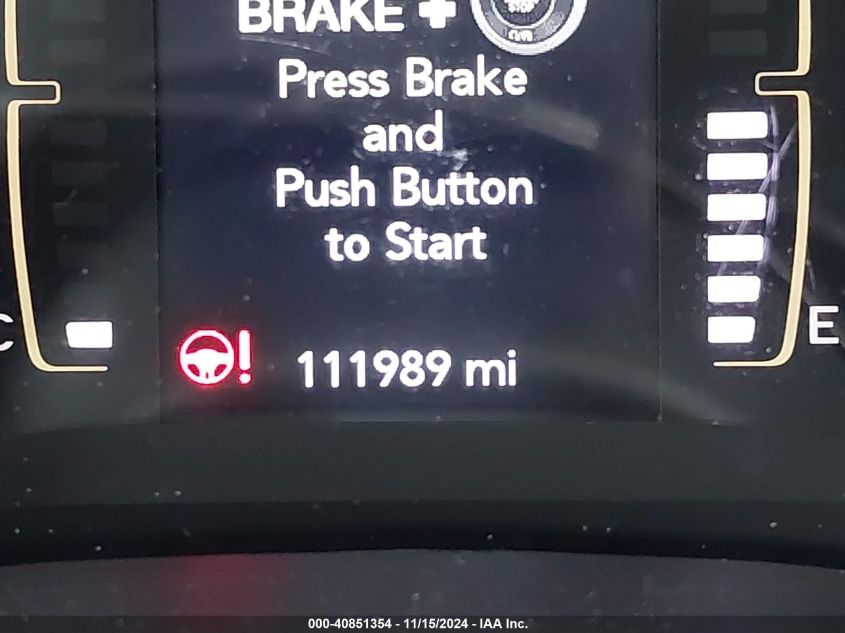 BRAKE +
Press Brake
and
Push Button
to Start
C
111989 mi
E
000-40851354 - 11/15/2024 - IAA Inc.